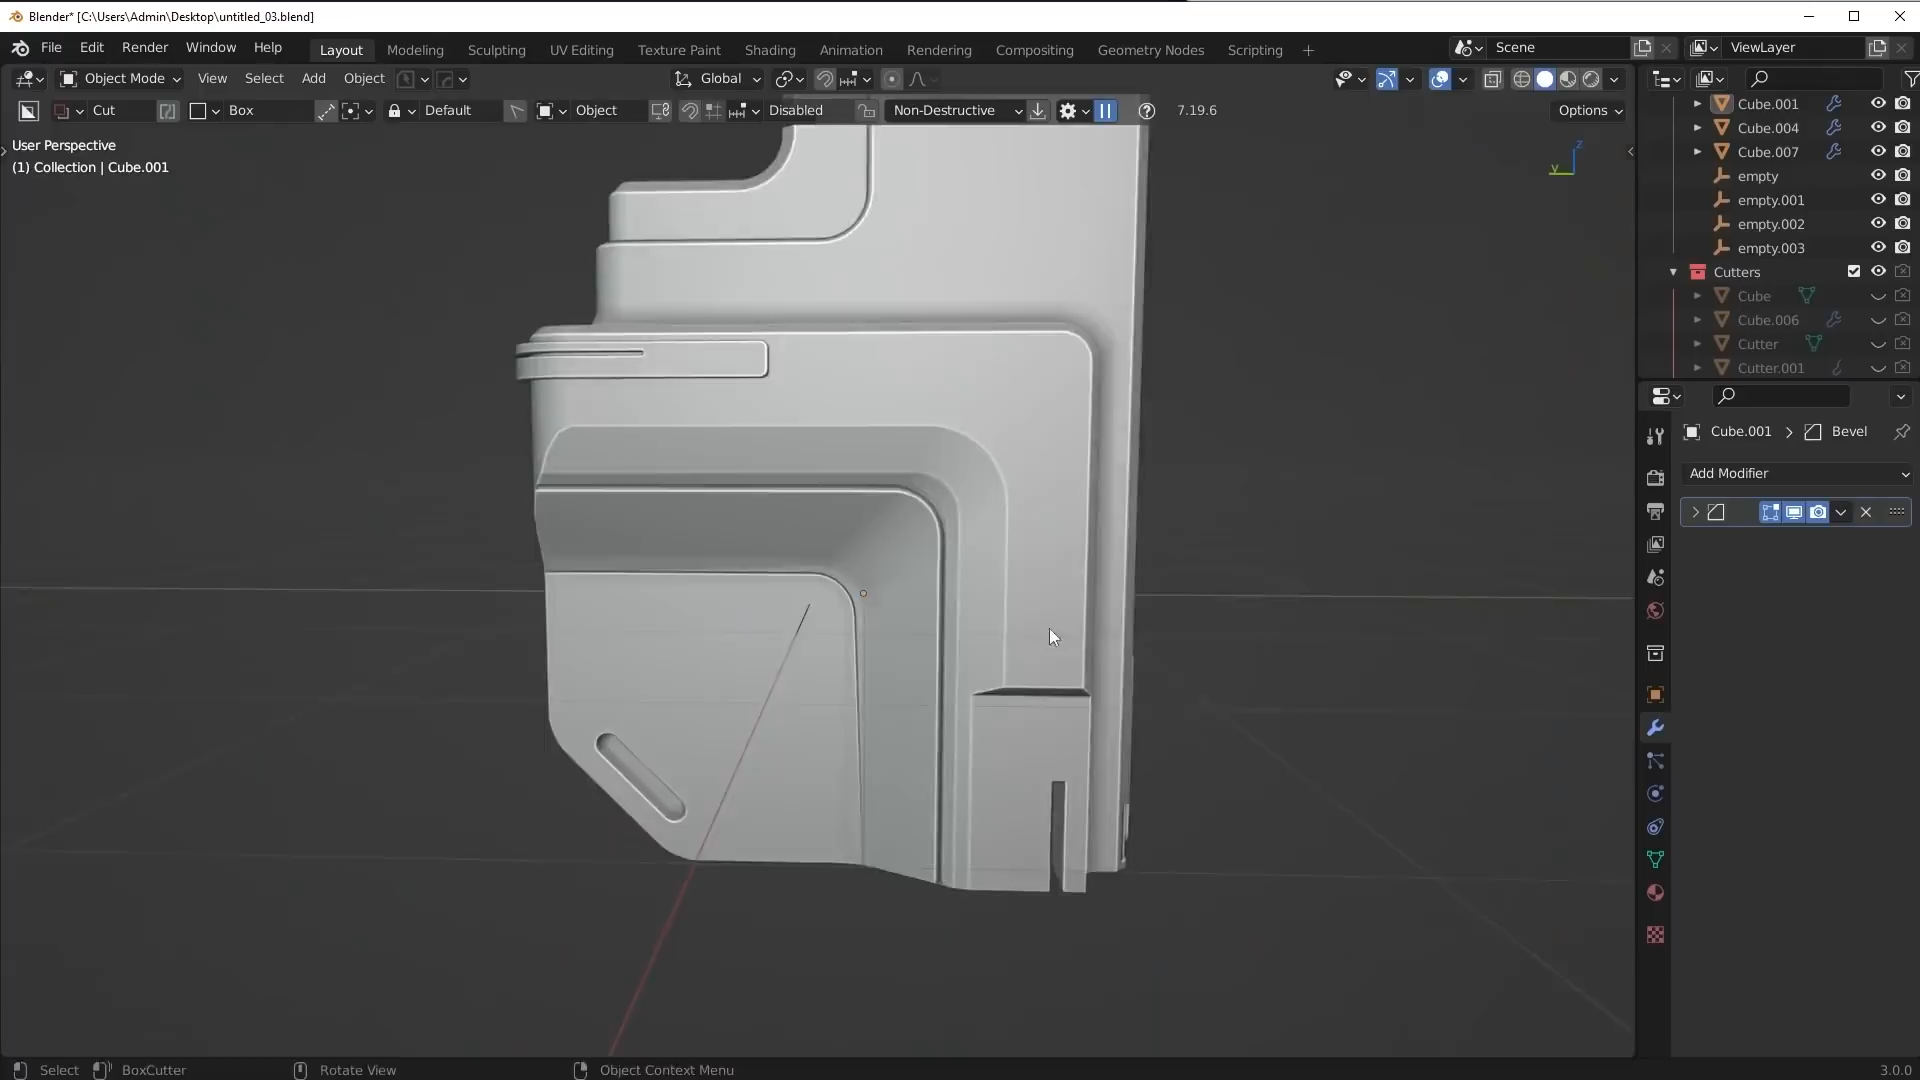 Blender* [C:\Users\Admin\Desktop\untitled_03.blend]
File Edit Render Window Help Layout Modeling Sculpting UV Editing Texture Paint Shading Animation Rendering Compositing Geometry Nodes Scripting + Scene ViewLayer
Object Mode View Select Add Object Global
Cut Box Default Object Disabled Non-Destructive 7.19.6 Options
User Perspective
(1) Collection | Cube.001
Z
Y
Cube.001
Cube.004
Cube.007
empty
empty.001
empty.002
empty.003
Cutters
Cube
Cube.006
Cutter
Cutter.001
Cube.001 > Bevel
Add Modifier
Select BoxCutter Rotate View Object Context Menu 3.0.0